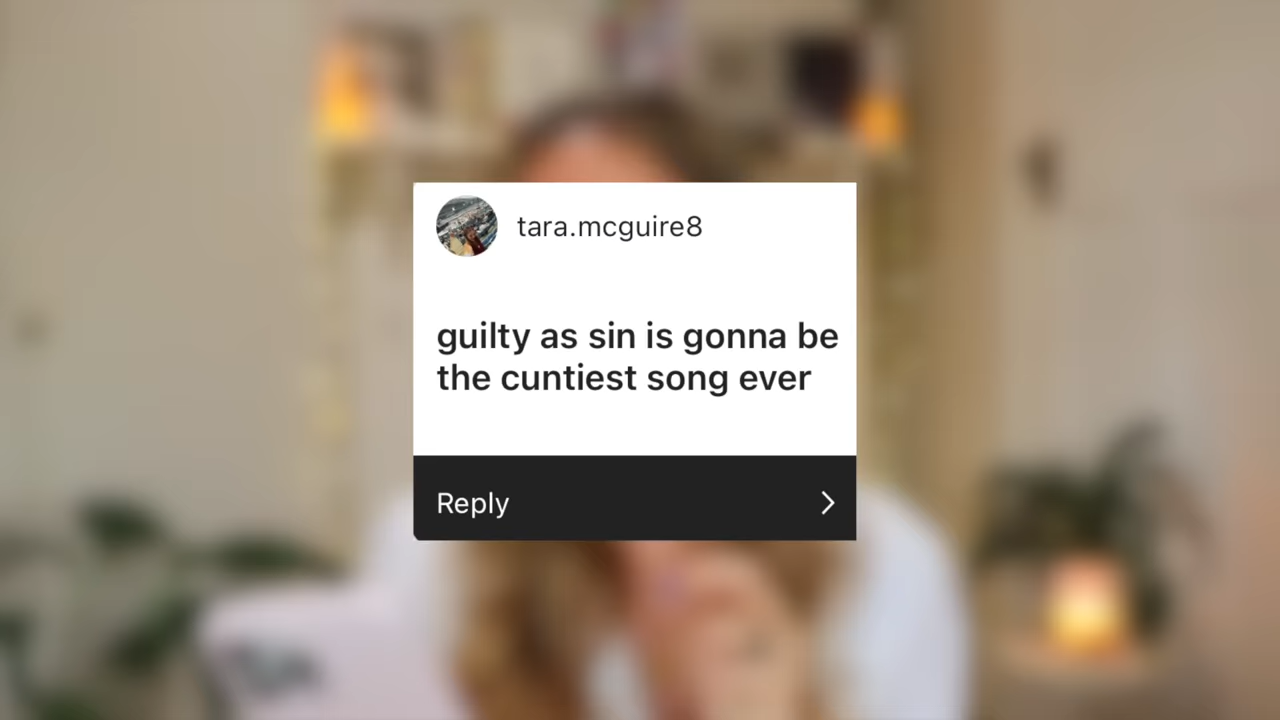 tara.mcguire8
guilty as sin is gonna be
the cuntiest song ever
Reply